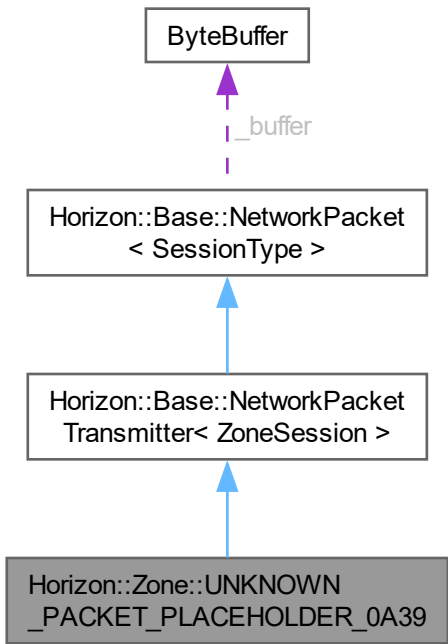 ByteBuffer
_buffer
Horizon::Base::NetworkPacket
< SessionType >
Horizon::Base::NetworkPacket
Transmitter< ZoneSession >
Horizon::Zone::UNKNOWN
_PACKET_PLACEHOLDER_0A39